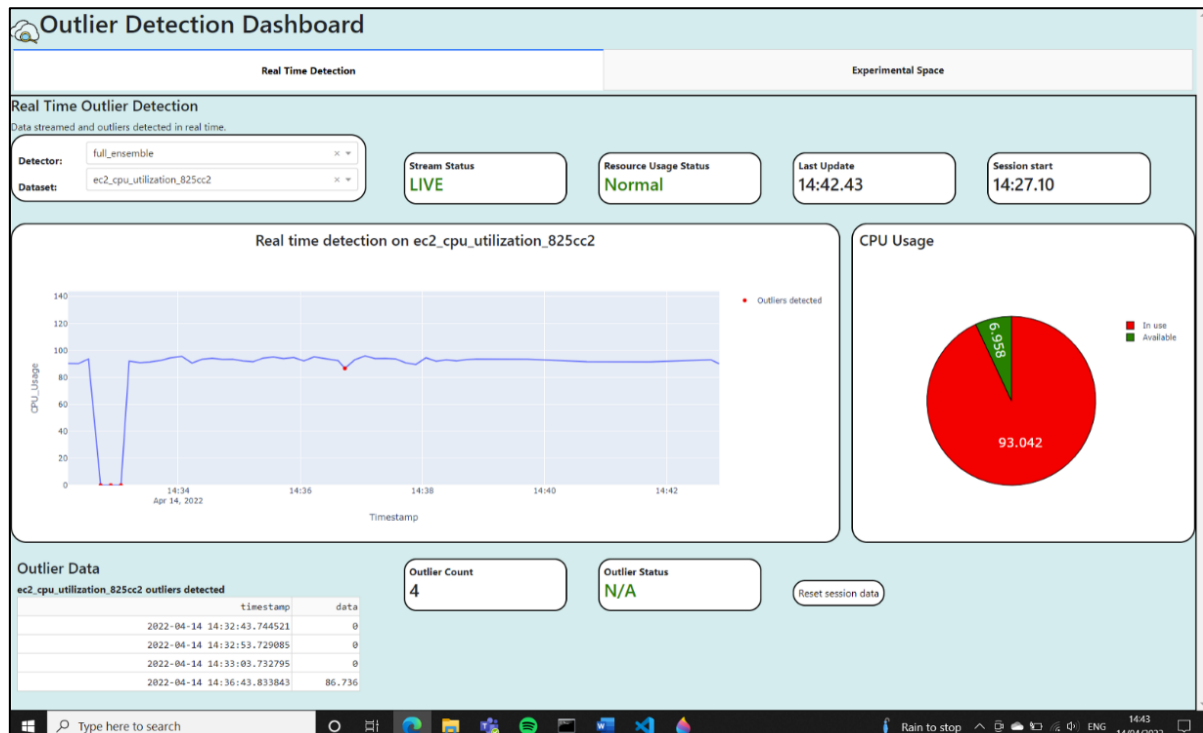 Outlier Detection Dashboard
Real Time Detection
Experimental Space
Real Time Outlier Detection
Data streamed and outliers detected in real time.
Detector:
full_ensemble
Dataset:
ec2_cpu_utilization_825cc2
Stream Status
LIVE
Resource Usage Status
Normal
Last Update
14:42.43
Session start
14:27.10
Real time detection on ec2_cpu_utilization_825cc2
140
120
100
80
60
40
20
0
CPU_Usage
14:34
14:36
14:38
14:40
14:42
Apr 14, 2022
Timestamp
Outliers detected
CPU Usage
6.958
93.042
In use
Available
Outlier Data
ec2_cpu_utilization_825cc2 outliers detected
timestamp data
2022-04-14 14:32:43.744521 0
2022-04-14 14:32:53.729085 0
2022-04-14 14:33:03.732795 0
2022-04-14 14:36:43.833843 86.736
Outlier Count
4
Outlier Status
N/A
Reset session data
Type here to search
Rain to stop
ENG
14:43
14/04/2022